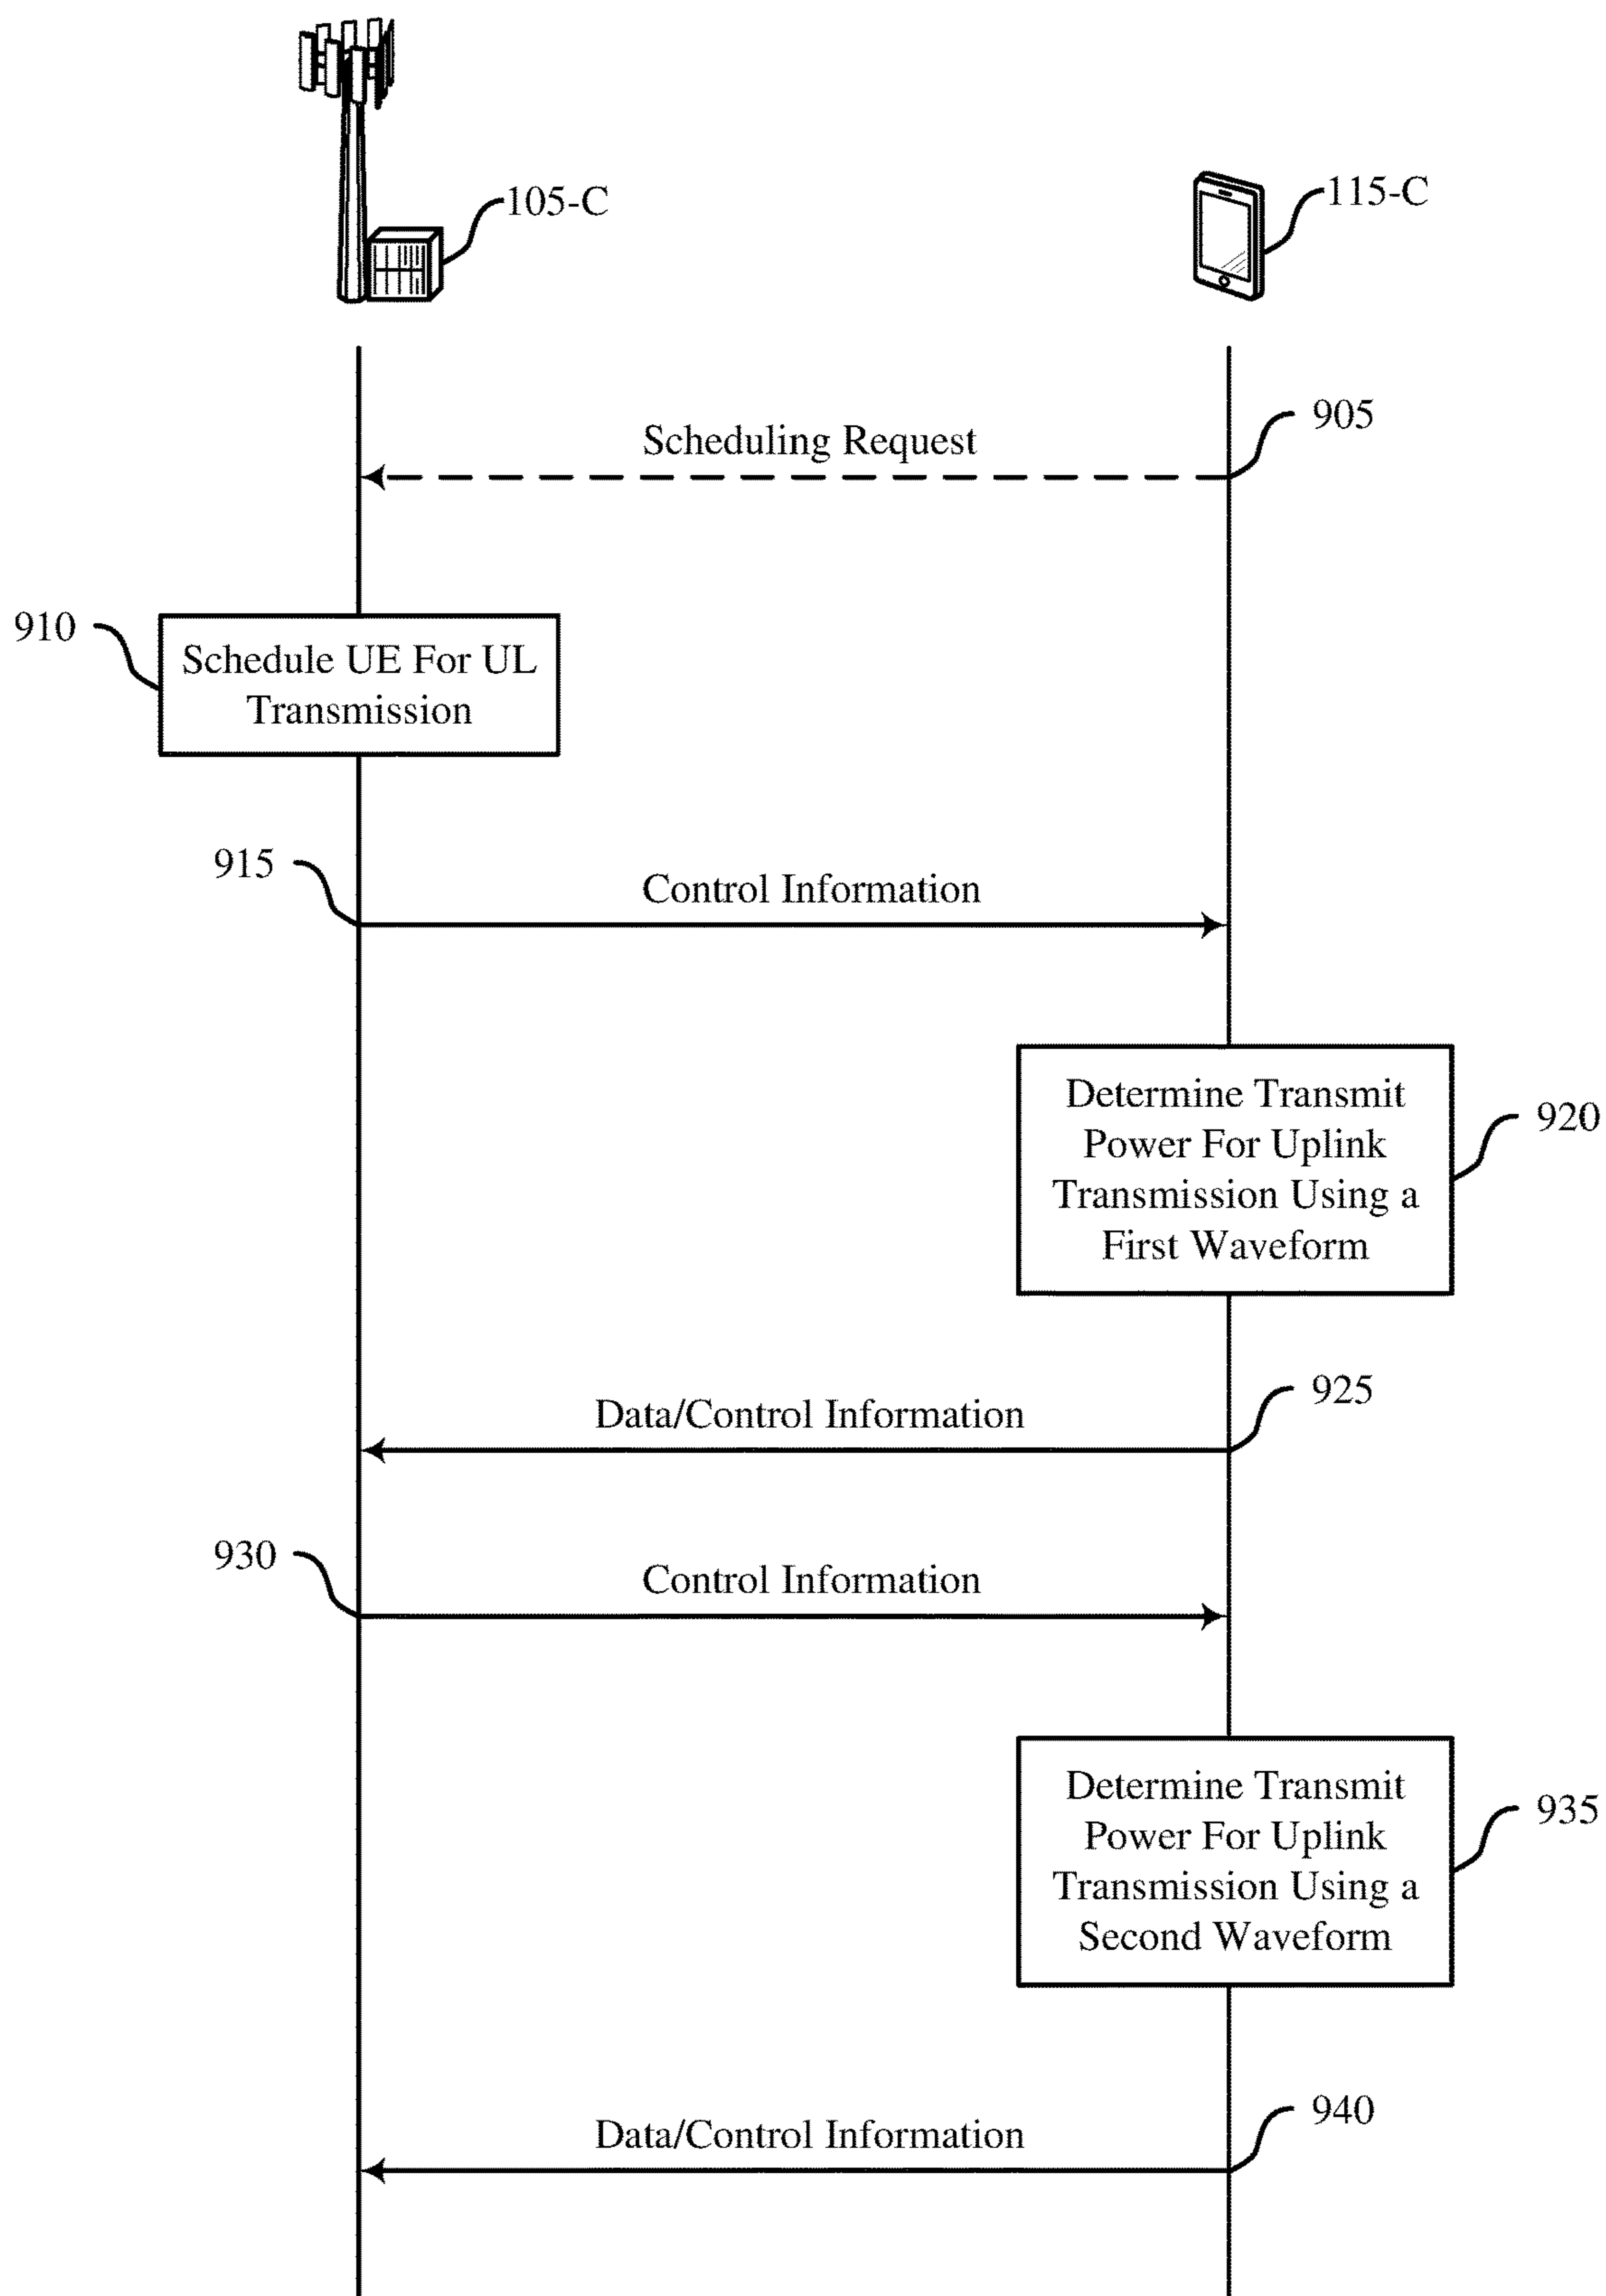 105-C
115-C
905
Scheduling Request
910
Schedule UE For UL
Transmission
915
Control Information
Determine Transmit
Power For Uplink
Transmission Using a
First Waveform
920
925
Data/Control Information
930
Control Information
Determine Transmit
Power For Uplink
Transmission Using a
Second Waveform
935
940
Data/Control Information